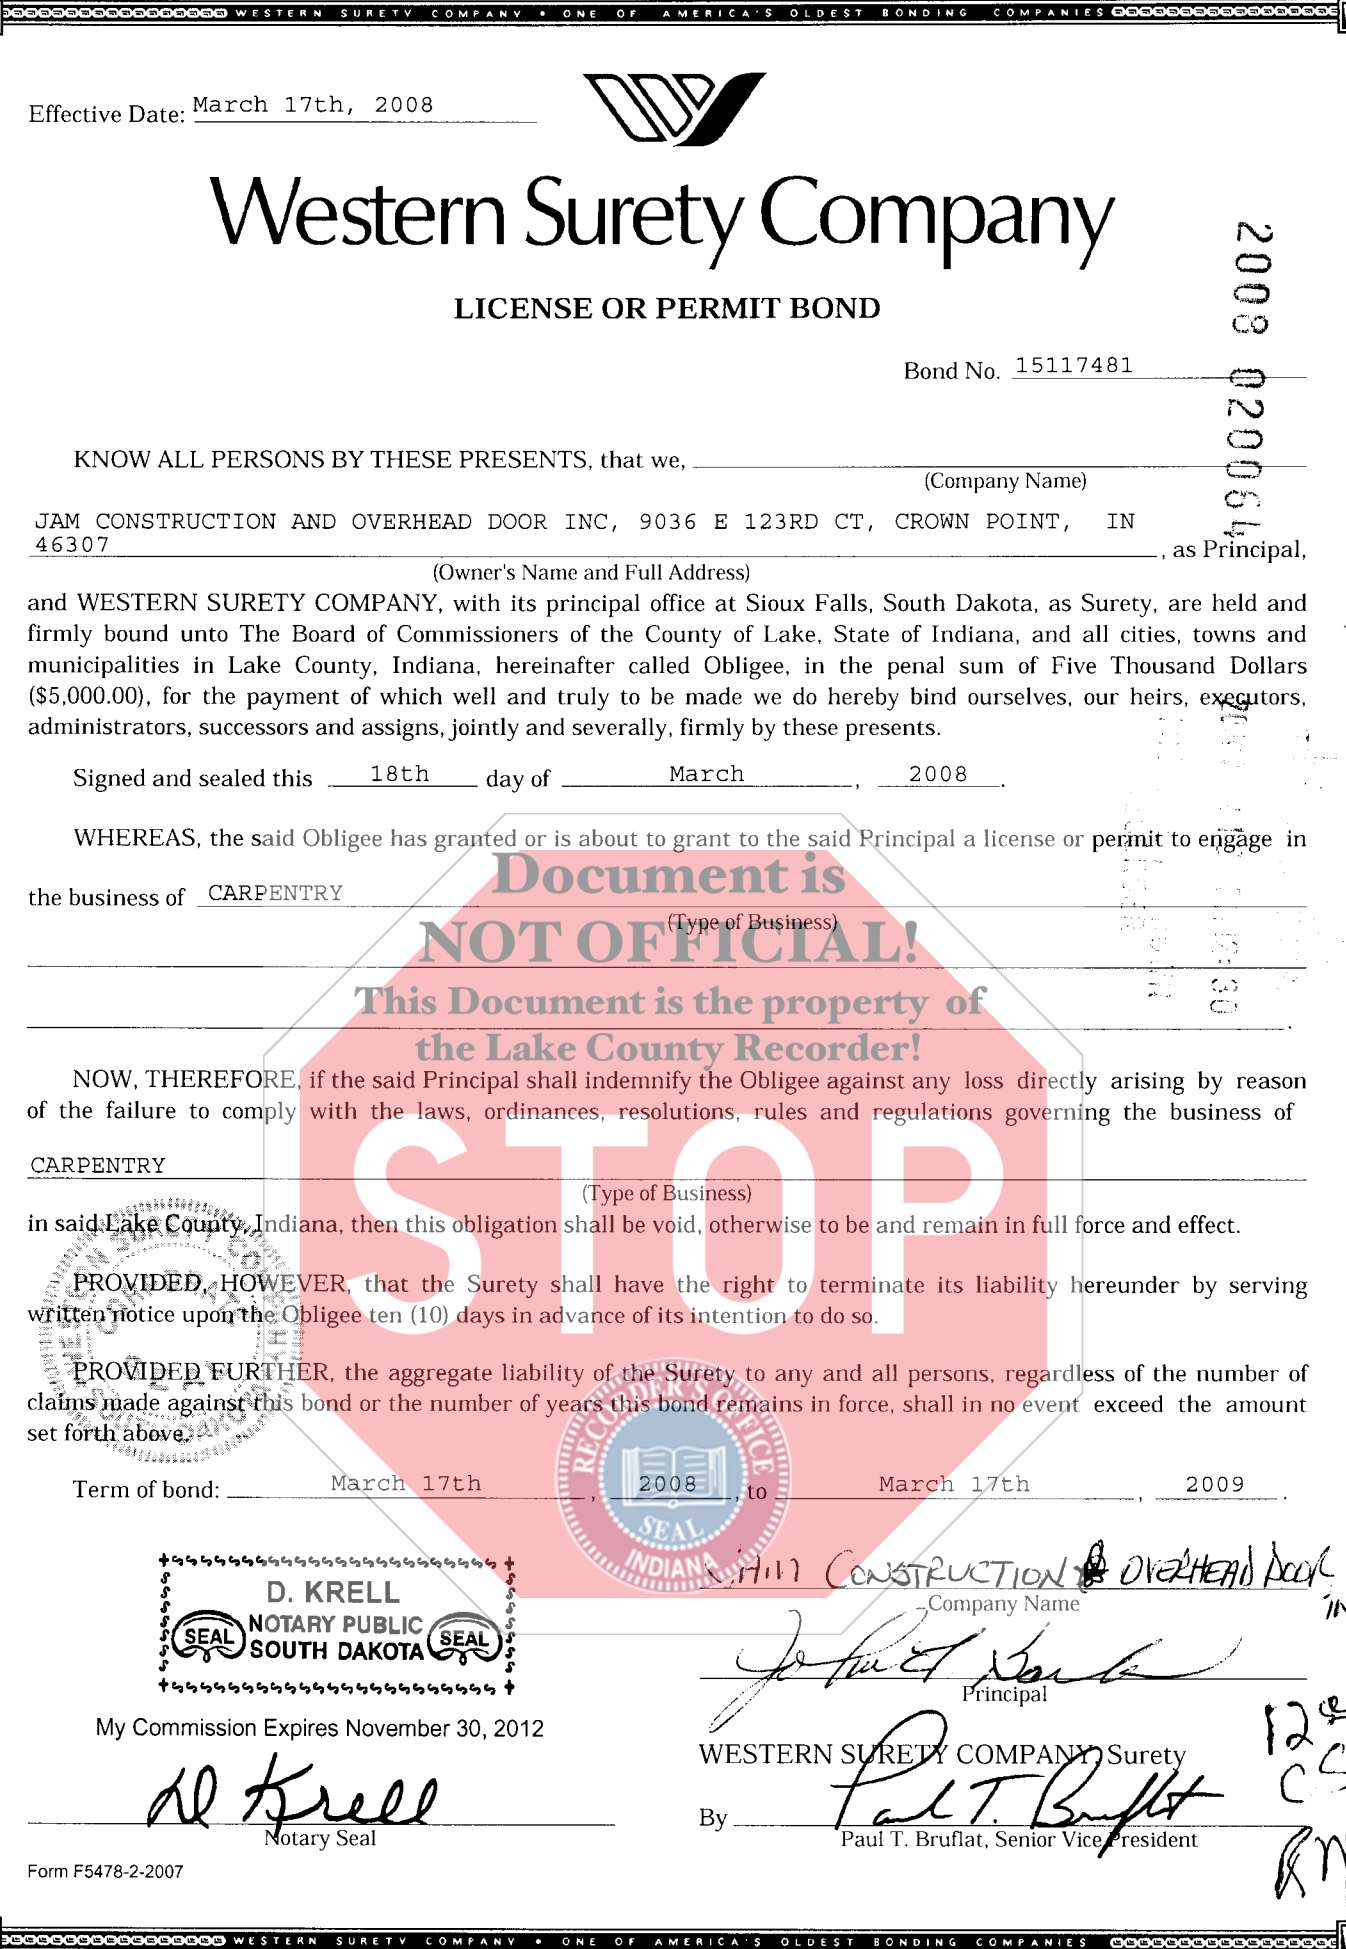 WESTERN SURETY COMPANY • ONE OF AMERICA'S OLDEST BONDING COMPANIES
Effective Date: March 17th, 2008
Western Surety Company
LICENSE OR PERMIT BOND
2008 020064
Bond No. 15117481
KNOW ALL PERSONS BY THESE PRESENTS, that we,
(Company Name)
JAM CONSTRUCTION AND OVERHEAD DOOR INC, 9036 E 123RD CT, CROWN POINT, IN
46307 , as Principal,
(Owner's Name and Full Address)
and WESTERN SURETY COMPANY, with its principal office at Sioux Falls, South Dakota, as Surety, are held and
firmly bound unto The Board of Commissioners of the County of Lake, State of Indiana, and all cities, towns and
municipalities in Lake County, Indiana, hereinafter called Obligee, in the penal sum of Five Thousand Dollars
($5,000.00), for the payment of which well and truly to be made we do hereby bind ourselves, our heirs, executors,
administrators, successors and assigns, jointly and severally, firmly by these presents.
Signed and sealed this 18th day of March, 2008.
WHEREAS, the said Obligee has granted or is about to grant to the said Principal a license or permit to engage in
Document is
the business of CARPENTRY
(Type of Business)
NOT OFFICIAL!
This Document is the property of
the Lake County Recorder!
NOW, THEREFORE, if the said Principal shall indemnify the Obligee against any loss directly arising by reason
of the failure to comply with the laws, ordinances, resolutions, rules and regulations governing the business of
STOP
CARPENTRY
(Type of Business)
in said Lake County, Indiana, then this obligation shall be void, otherwise to be and remain in full force and effect.
PROVIDED, HOWEVER, that the Surety shall have the right to terminate its liability hereunder by serving
written notice upon the Obligee ten (10) days in advance of its intention to do so.
PROVIDED FURTHER, the aggregate liability of the Surety to any and all persons, regardless of the number of
claims made against this bond or the number of years this bond remains in force, shall in no event exceed the amount
set forth above.
RECORDER'S OFFICE
SEAL
INDIANA
Term of bond: March 17th, 2008, to March 17th, 2009.
CONSTRUCTION & OVERHEAD DOOR
Company Name
D. KRELL
NOTARY PUBLIC
SOUTH DAKOTA
SEAL SEAL
Principal
My Commission Expires November 30, 2012
WESTERN SURETY COMPANY, Surety
D Krell
Notary Seal
By Paul T. Bruflat
Paul T. Bruflat, Senior Vice President
Form F5478-2-2007
WESTERN SURETY COMPANY • ONE OF AMERICA'S OLDEST BONDING COMPANIES